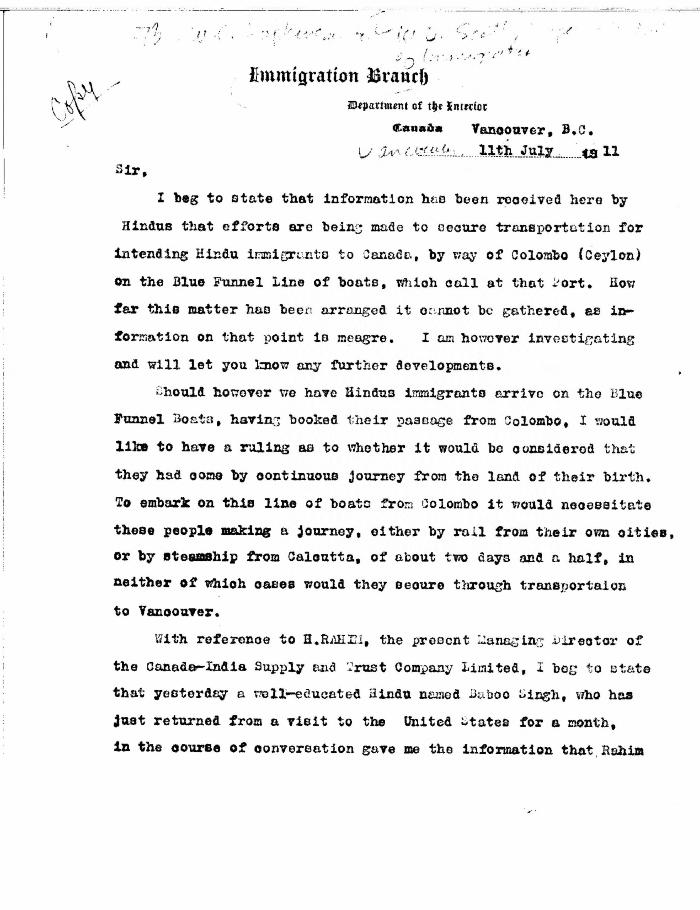 Copy
Immigration Branch
Department of the Interior
Canada Vancouver, B.C.
Vancouver 11th July 1911
Sir,
I beg to state that information has been received here by
Hindus that efforts are being made to secure transportation for
intending Hindu immigrants to Canada, by way of Colombo (Ceylon)
on the Blue Funnel Line of boats, which call at that Port. How
far this matter has been arranged it cannot be gathered, as in-
formation on that point is meagre. I am however investigating
and will let you know any further developments.
Should however we have Hindus immigrants arrive on the Blue
Funnel Boats, having booked their passage from Colombo, I would
like to have a ruling as to whether it would be considered that
they had come by continuous journey from the land of their birth.
To embark on this line of boats from Colombo it would necessitate
these people making a journey, either by rail from their own cities,
or by steamship from Calcutta, of about two days and a half, in
neither of which cases would they secure through transportaion
to Vancouver.
With reference to H.RAHIM, the present Managing Director of
the Canada-India Supply and Trust Company Limited, I beg to state
that yesterday a well-educated Hindu named Baboo Singh, who has
just returned from a visit to the United States for a month,
in the course of conversation gave me the information that Rahim